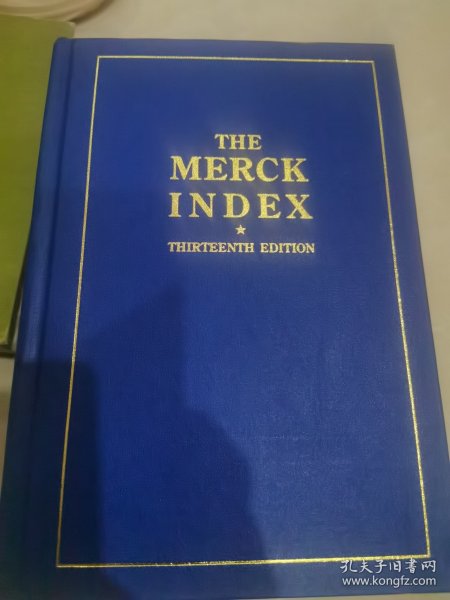 THE
MERCK
INDEX
THIRTEENTH EDITION
孔夫子旧书网
www.kongfz.com